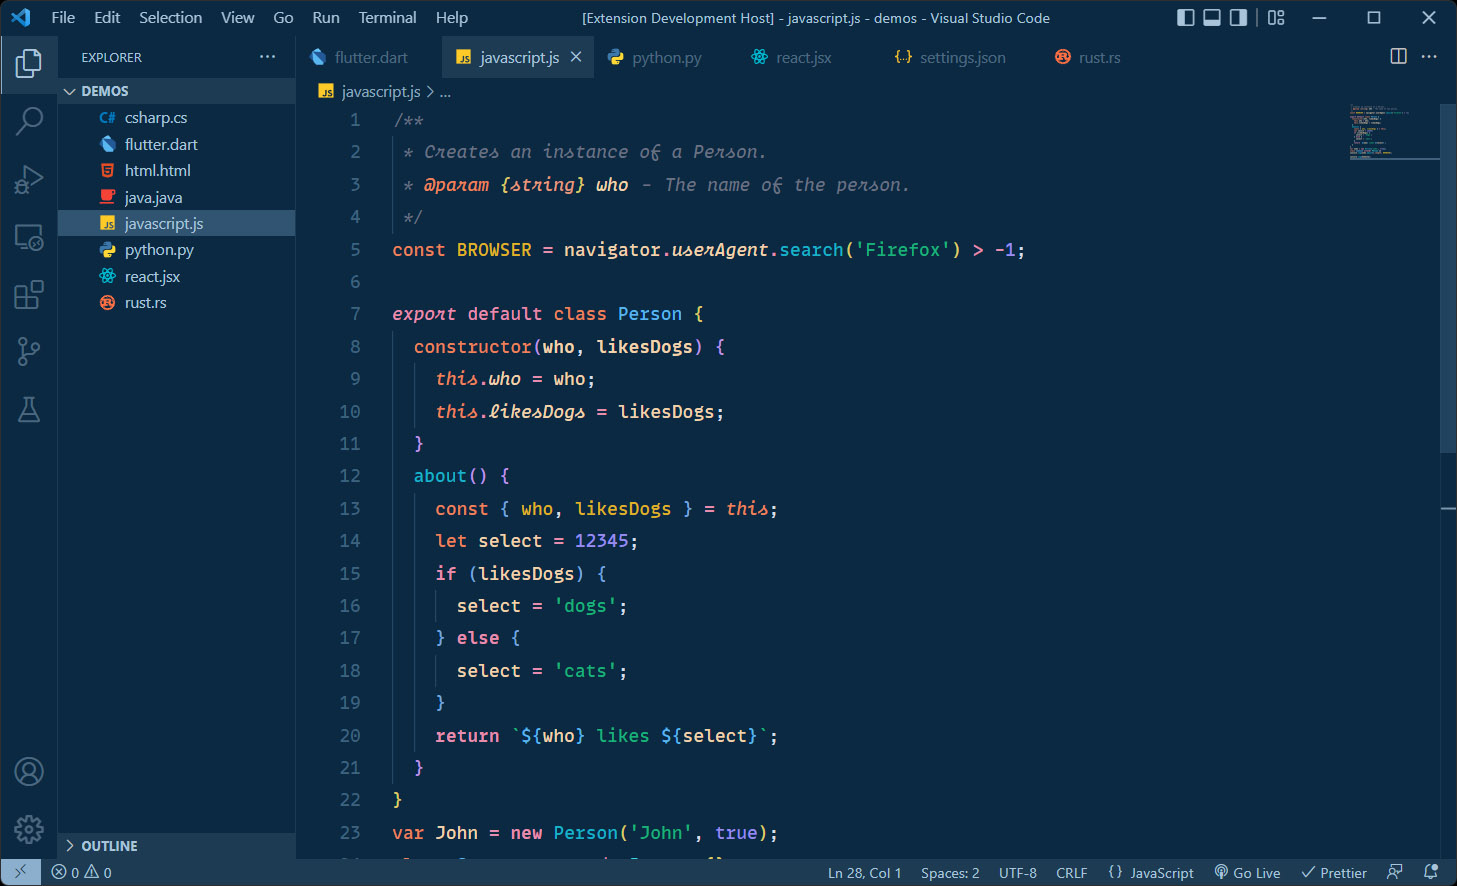 File Edit Selection View Go Run Terminal Help [Extension Development Host] - javascript.js - demos - Visual Studio Code
EXPLORER
flutter.dart javascript.js python.py react.jsx settings.json rust.rs
DEMOS
csharp.cs
flutter.dart
html.html
java.java
javascript.js
python.py
react.jsx
rust.rs
OUTLINE
javascript.js > ...
1 /**
2 * Creates an instance of a Person.
3 * @param {string} who - The name of the person.
4 */
5 const BROWSER = navigator.userAgent.search('Firefox') > -1;
6
7 export default class Person {
8 constructor(who, likesDogs) {
9 this.who = who;
10 this.likesDogs = likesDogs;
11 }
12 about() {
13 const { who, likesDogs } = this;
14 let select = 12345;
15 if (likesDogs) {
16 select = 'dogs';
17 } else {
18 select = 'cats';
19 }
20 return `${who} likes ${select}`;
21 }
22 }
23 var John = new Person('John', true);
0 0 Ln 28, Col 1 Spaces: 2 UTF-8 CRLF {} JavaScript Go Live Prettier